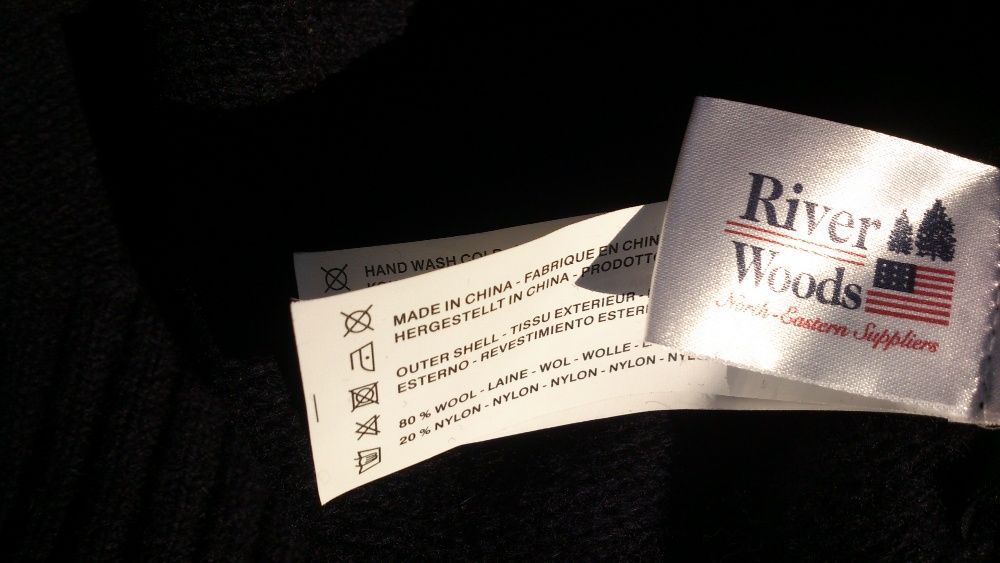 River
Woods
North-Eastern Suppliers
HAND WASH COLD
MADE IN CHINA - FABRIQUE EN CHIN
HERGESTELLT IN CHINA - PRODOTTO
OUTER SHELL - TISSU EXTERIEUR -
ESTERNO - REVESTIMIENTO ESTERI
80 % WOOL - LAINE - WOL - WOLLE -
20 % NYLON - NYLON - NYLON - NYLON - NYL